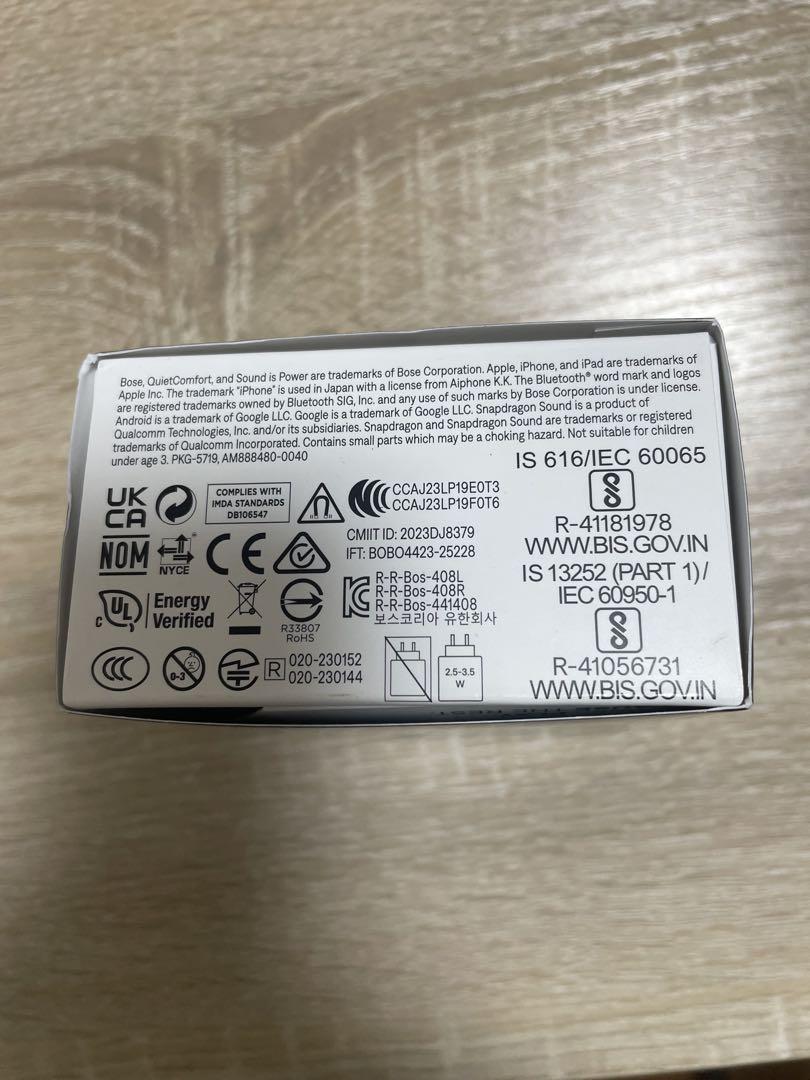 Bose, QuietComfort, and Sound is Power are trademarks of Bose Corporation. Apple, iPhone, and iPad are trademarks of
Apple Inc. The trademark "iPhone" is used in Japan with a license from Aiphone K.K. The Bluetooth® word mark and logos
are registered trademarks owned by Bluetooth SIG, Inc. and any use of such marks by Bose Corporation is under license.
Android is a trademark of Google LLC. Google is a trademark of Google LLC. Snapdragon Sound is a product of
Qualcomm Technologies, Inc. and/or its subsidiaries. Snapdragon and Snapdragon Sound are trademarks or registered
trademarks of Qualcomm Incorporated. Contains small parts which may be a choking hazard. Not suitable for children
under age 3. PKG-5719, AM888480-0040
UK
CA
COMPLIES WITH
IMDA STANDARDS
DB106547
CCAJ23LP19E0T3
CCAJ23LP19F0T6
NOM
NYCE
CE
CMIIT ID: 2023DJ8379
IFT: BOBO4423-25228
C UL
Energy
Verified
R33807
RoHS
R-R-Bos-408L
R-R-Bos-408R
R-R-Bos-441408
보스코리아 유한회사
CCC
0-3
R
020-230152
020-230144
2.5-3.5
W
IS 616/IEC 60065
R-41181978
WWW.BIS.GOV.IN
IS 13252 (PART 1)/
IEC 60950-1
R-41056731
WWW.BIS.GOV.IN